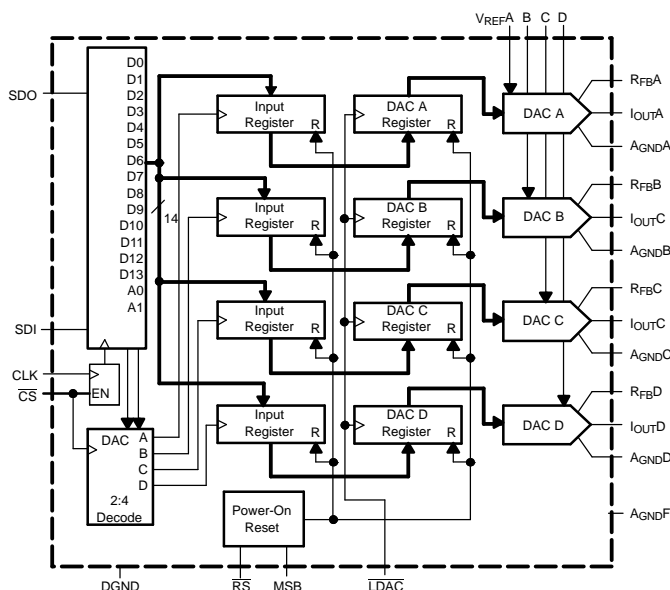 VREFA B C D
D0
D1
D2
D3
D4
D5
D6
D7
D8
D9
D10
D11
D12
D13
A0
A1
SDO
SDI
CLK
CS
EN
14
Input
Register
R
DAC A
Register
R
DAC A
RFBA
IOUTA
AGNDA
Input
Register
R
DAC B
Register
R
DAC B
RFBB
IOUTC
AGNDB
Input
Register
R
DAC C
Register
R
DAC C
RFBC
IOUTC
AGNDC
Input
Register
R
DAC D
Register
R
DAC D
RFBD
IOUTD
AGNDD
DAC
A
B
C
D
2:4
Decode
Power-On
Reset
AGNDF
DGND
RS
MSB
LDAC